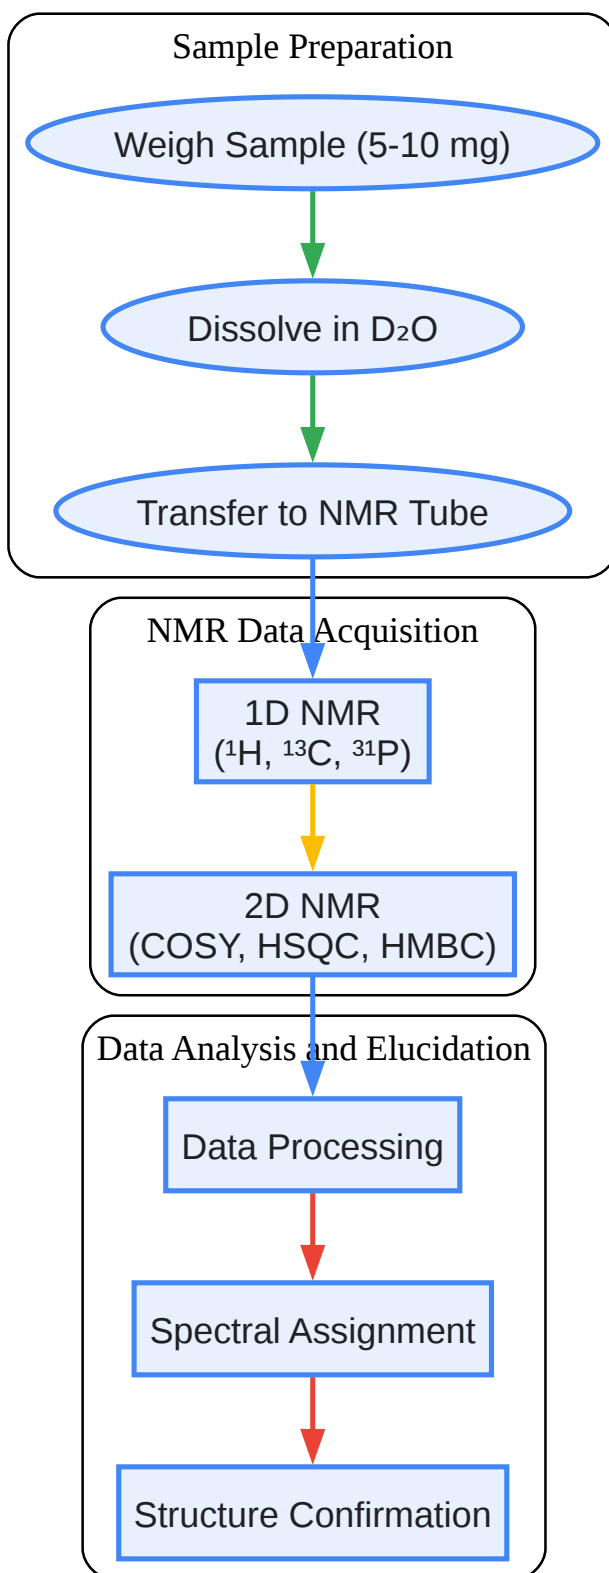 Sample Preparation
Weigh Sample (5-10 mg)
Dissolve in D₂O
Transfer to NMR Tube
NMR Data Acquisition
1D NMR
(¹H, ¹³C, ³¹P)
2D NMR
(COSY, HSQC, HMBC)
Data Analysis and Elucidation
Data Processing
Spectral Assignment
Structure Confirmation